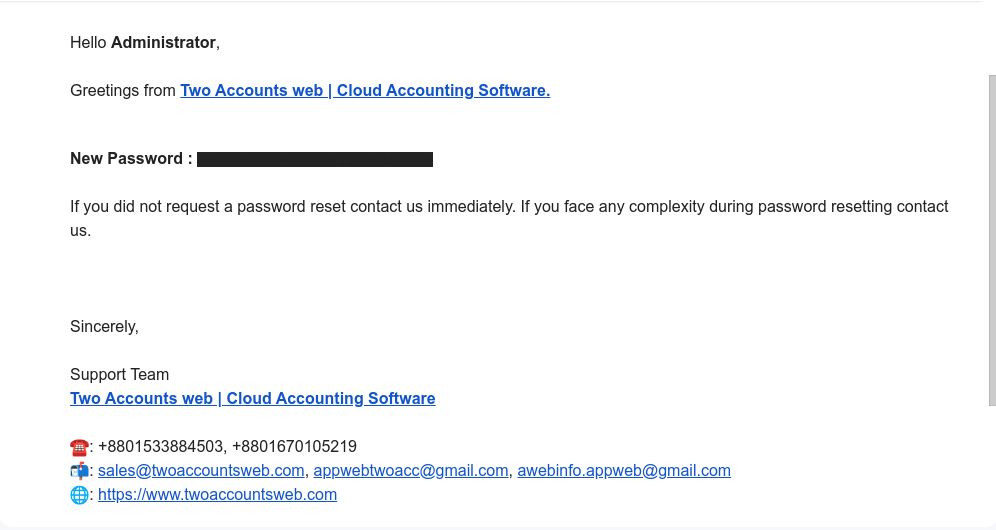 Hello Administrator,
Greetings from Two Accounts web | Cloud Accounting Software.
New Password :
If you did not request a password reset contact us immediately. If you face any complexity during password resetting contact
us.
Sincerely,
Support Team
Two Accounts web | Cloud Accounting Software
☎️: +8801533884503, +8801670105219
📬: sales@twoaccountsweb.com, appwebtwoacc@gmail.com, awebinfo.appweb@gmail.com
🌐: https://www.twoaccountsweb.com